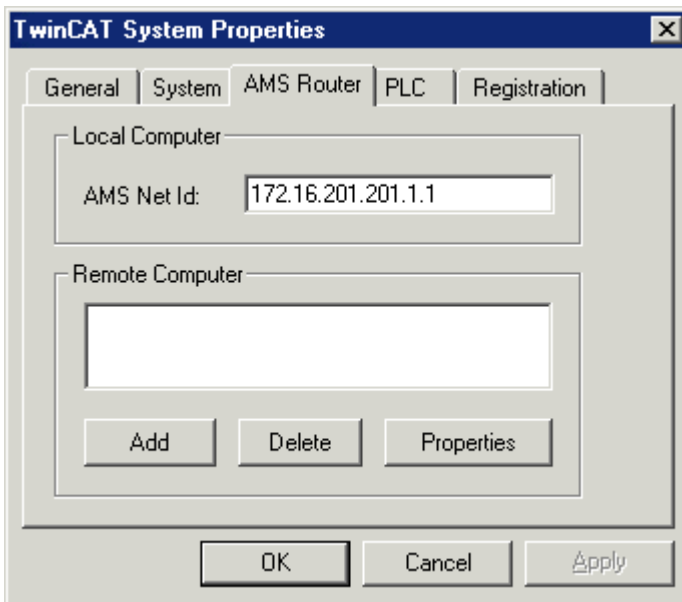 TwinCAT System Properties
General System AMS Router PLC Registration
Local Computer
AMS Net Id: 172.16.201.201.1.1
Remote Computer
Add Delete Properties
OK Cancel Apply